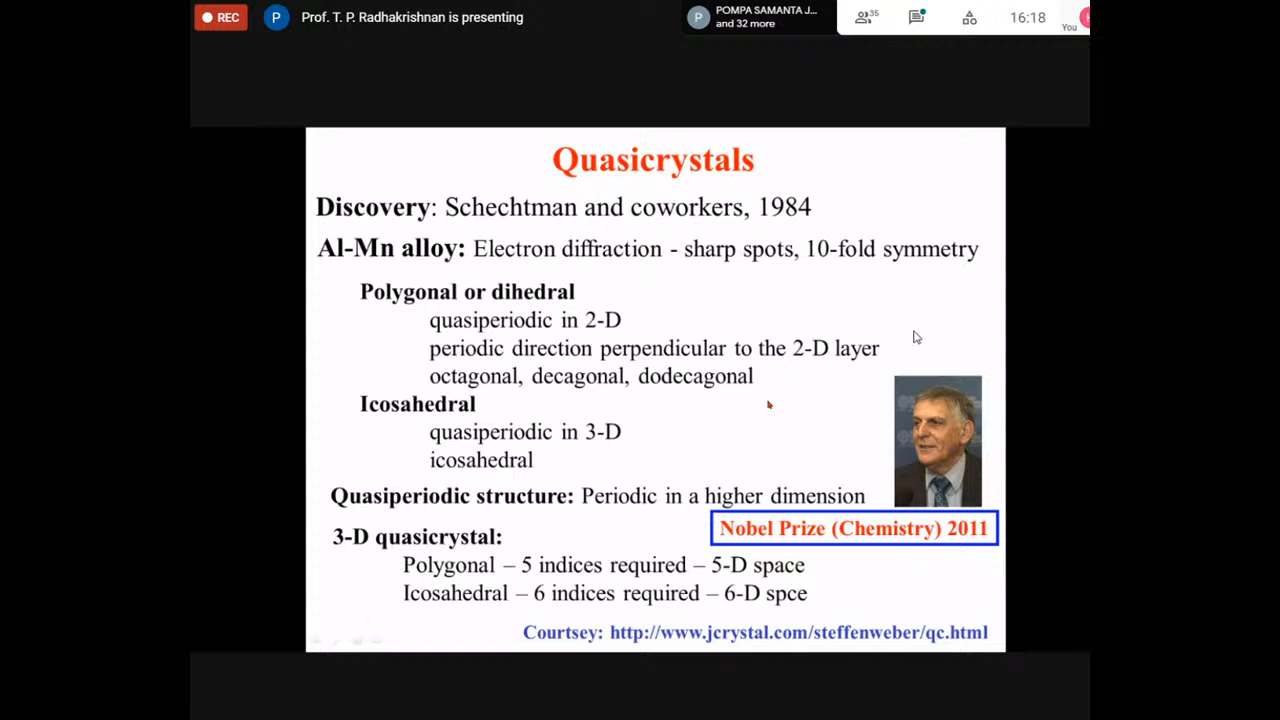 REC
P
Prof. T. P. Radhakrishnan is presenting
P
POMPA SAMANTA J...
and 32 more
35
16:18
You
Quasicrystals
Discovery: Schechtman and coworkers, 1984
Al-Mn alloy: Electron diffraction - sharp spots, 10-fold symmetry
Polygonal or dihedral
quasiperiodic in 2-D
periodic direction perpendicular to the 2-D layer
octagonal, decagonal, dodecagonal
Icosahedral
quasiperiodic in 3-D
icosahedral
Quasiperiodic structure: Periodic in a higher dimension
Nobel Prize (Chemistry) 2011
3-D quasicrystal:
Polygonal – 5 indices required – 5-D space
Icosahedral – 6 indices required – 6-D spce
Courtsey: http://www.jcrystal.com/steffenweber/qc.html